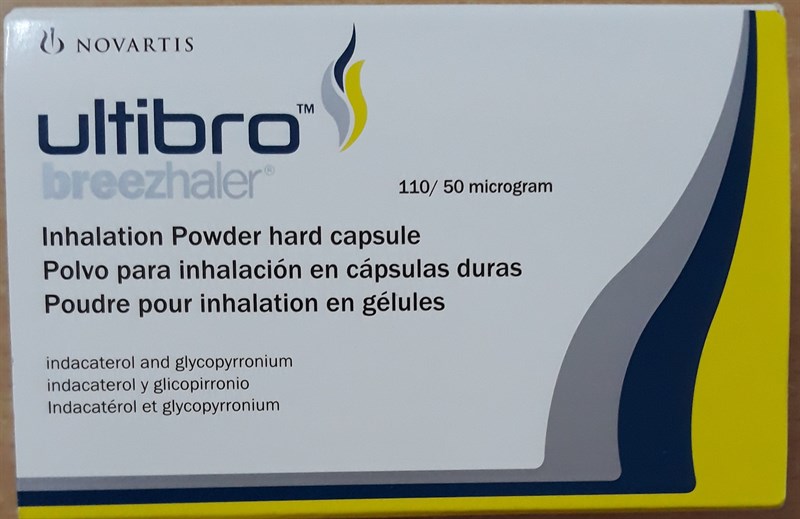 NOVARTIS
ultibro™
breezhaler®
110/ 50 microgram
Inhalation Powder hard capsule
Polvo para inhalación en cápsulas duras
Poudre pour inhalation en gélules
indacaterol and glycopyrronium
indacaterol y glicopirronio
Indacatérol et glycopyrronium